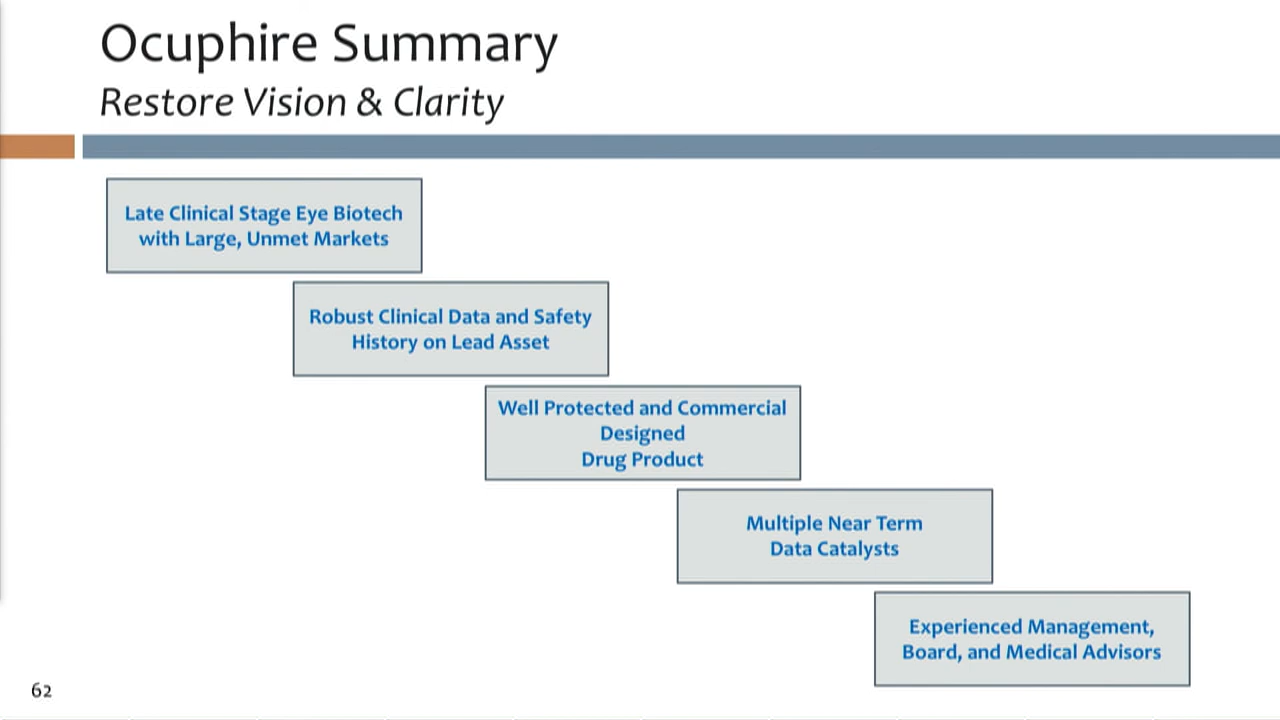 Ocuphire Summary
Restore Vision & Clarity
Late Clinical Stage Eye Biotech
with Large, Unmet Markets
Robust Clinical Data and Safety
History on Lead Asset
Well Protected and Commercial
Designed
Drug Product
Multiple Near Term
Data Catalysts
Experienced Management,
Board, and Medical Advisors
62